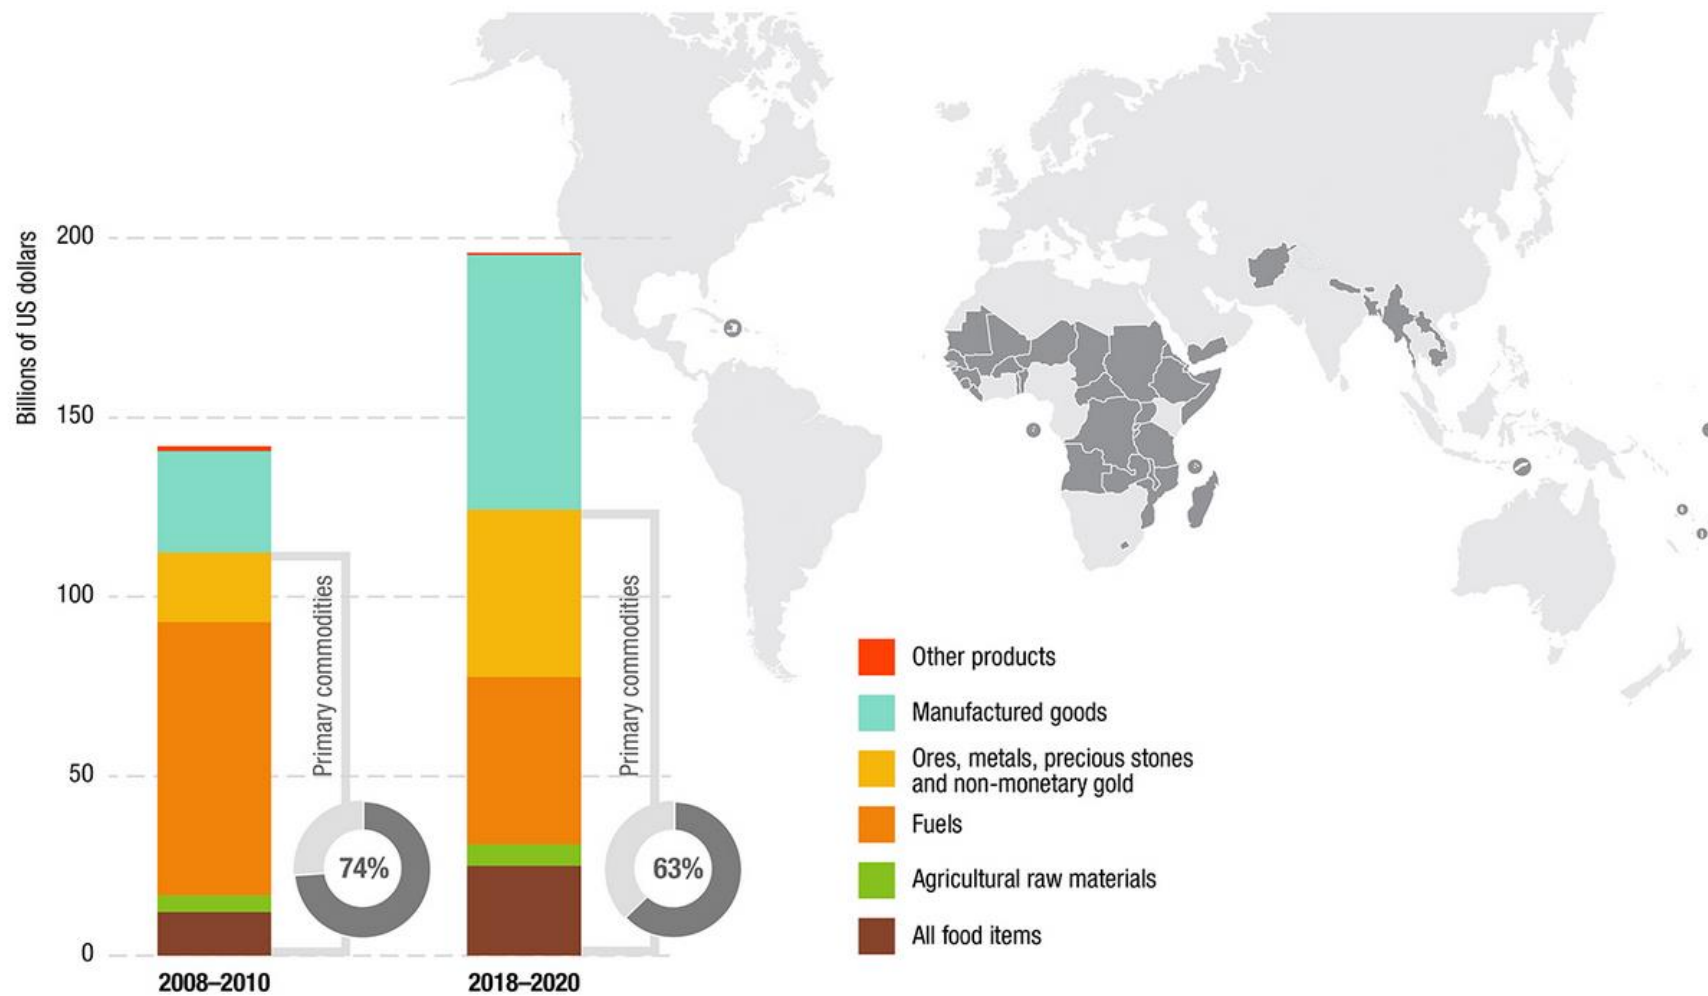 Billions of US dollars
200
150
100
50
0
Primary commodities
74%
2008–2010
Primary commodities
63%
2018–2020
Other products
Manufactured goods
Ores, metals, precious stones
and non-monetary gold
Fuels
Agricultural raw materials
All food items